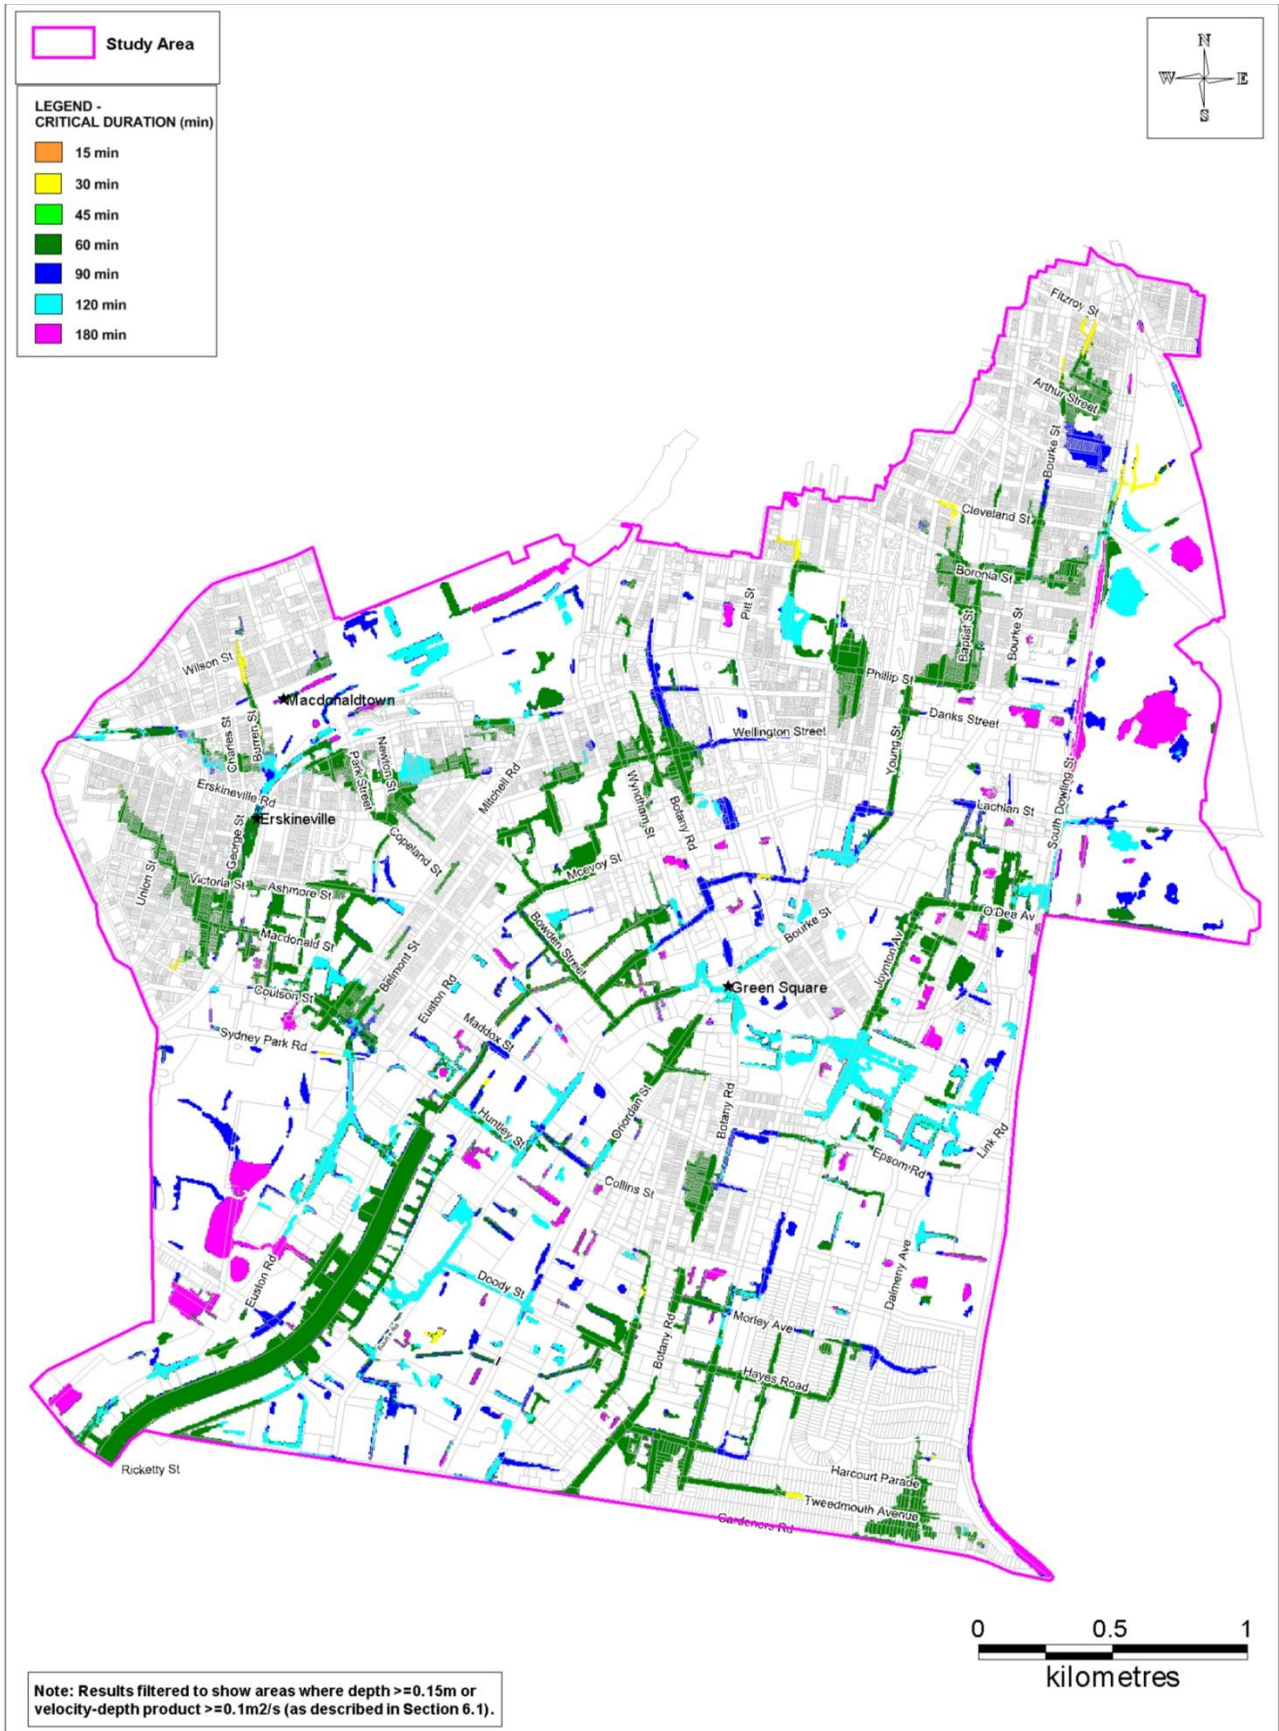 Study Area
LEGEND -
CRITICAL DURATION (min)
15 min
30 min
45 min
60 min
90 min
120 min
180 min
N
W
E
S
Fitzroy St
Arthur Street
Bourke St
Cleveland St
Boronia St
Pitt St
Baptist St
Bourke St
Wilson St
Phillip St
Macdonaldtown
Danks Street
Charles St
Burren St
Wellington Street
Young St
Newton St
Park Street
Mitchell Rd
Erskineville Rd
Wyndham St
Botany Rd
Lachlan St
South Dowling St
Erskineville
George St
Copeland St
Mcevoy St
Union St
Victoria St
Ashmore St
O'Dea Av
Bourke St
Macdonald St
Bowden Street
Belmont St
Joynton Av
Coulson St
Euston Rd
Green Square
Sydney Park Rd
Maddox St
Huntley St
Oriordan St
Botany Rd
Link Rd
Epsom Rd
Collins St
Euston Rd
Doody St
Dalmeny Ave
Morley Ave
Botany Rd
Hayes Road
Ricketty St
Harcourt Parade
Tweedmouth Avenue
Gardeners Rd
0 0.5 1
kilometres
Note: Results filtered to show areas where depth >=0.15m or
velocity-depth product >=0.1m2/s (as described in Section 6.1).